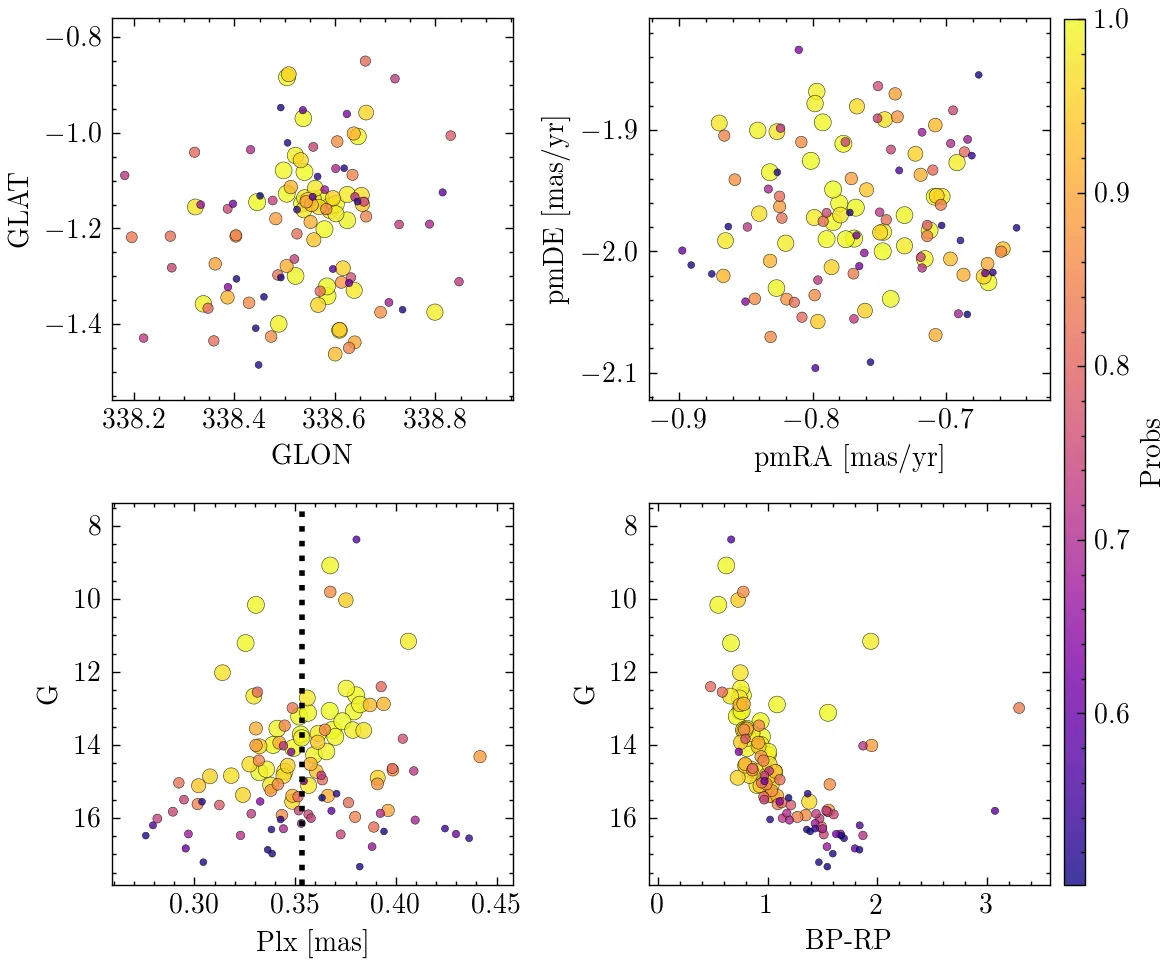 −0.8
−1.0
−1.2
−1.4
GLAT
338.2 338.4 338.6 338.8
GLON
−1.9
−2.0
−2.1
pmDE [mas/yr]
−0.9 −0.8 −0.7
pmRA [mas/yr]
8
10
12
14
16
G
0.30 0.35 0.40 0.45
Plx [mas]
8
10
12
14
16
G
0 1 2 3
BP-RP
1.0
0.9
0.8
0.7
0.6
Probs